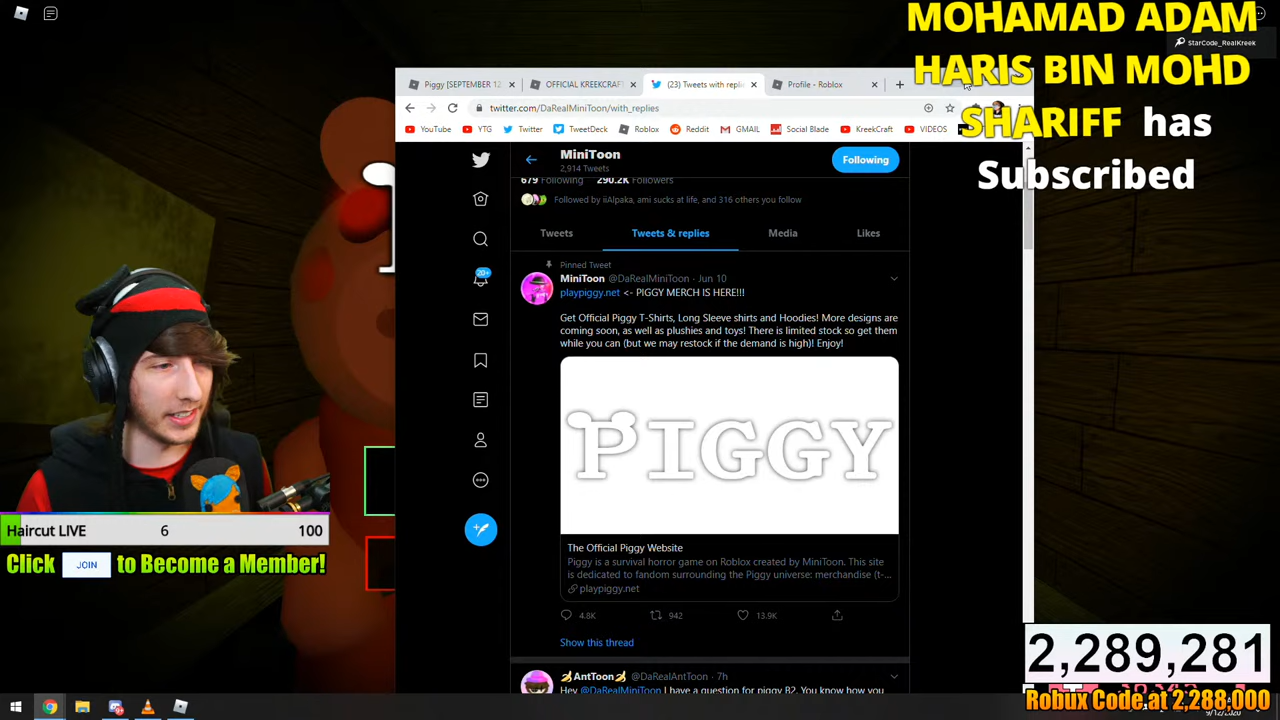 MOHAMAD ADAM
HARIS BIN MOHD
SHARIFF has
Subscribed
StarCode_RealKreek
Piggy [SEPTEMBER 12
OFFICIAL KREEKCRAFT
(23) Tweets with repli
Profile - Roblox
twitter.com/DaRealMiniToon/with_replies
YouTube
YTG
Twitter
TweetDeck
Roblox
Reddit
GMAIL
Social Blade
KreekCraft
VIDEOS
MiniToon
2,914 Tweets
Following
679 Following 290.2K Followers
Followed by iiAlpaka, ami sucks at life, and 316 others you follow
Tweets
Tweets & replies
Media
Likes
20+
Pinned Tweet
MiniToon @DaRealMiniToon · Jun 10
playpiggy.net <- PIGGY MERCH IS HERE!!!
Get Official Piggy T-Shirts, Long Sleeve shirts and Hoodies! More designs are
coming soon, as well as plushies and toys! There is limited stock so get them
while you can (but we may restock if the demand is high)! Enjoy!
PIGGY
The Official Piggy Website
Piggy is a survival horror game on Roblox created by MiniToon. This site
is dedicated to fandom surrounding the Piggy universe: merchandise (t-...
playpiggy.net
4.8K
942
13.9K
Show this thread
AntToon @DaRealAntToon · 7h
Hey @DaRealMiniToon I have a question for piggy B2. You know how you
Haircut LIVE 6 100
Click JOIN to Become a Member!
2,289,281
Robux Code at 2,288,000
9/12/2020